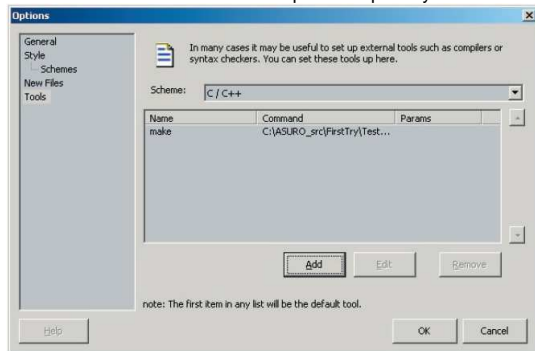 Options
General
Style
Schemes
New Files
Tools
In many cases it may be useful to set up external tools such as compilers or
syntax checkers. You can set these tools up here.
Scheme: C / C++
Name Command Params
make C:\ASURO_src\FirstTry\Test...
Add Edit Remove
note: The first item in any list will be the default tool.
Help OK Cancel